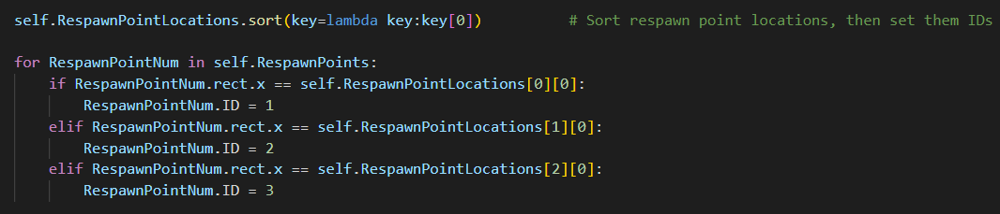 self.RespawnPointLocations.sort(key=lambda key:key[0]) # Sort respawn point locations, then set them IDs
for RespawnPointNum in self.RespawnPoints:
if RespawnPointNum.rect.x == self.RespawnPointLocations[0][0]:
RespawnPointNum.ID = 1
elif RespawnPointNum.rect.x == self.RespawnPointLocations[1][0]:
RespawnPointNum.ID = 2
elif RespawnPointNum.rect.x == self.RespawnPointLocations[2][0]:
RespawnPointNum.ID = 3